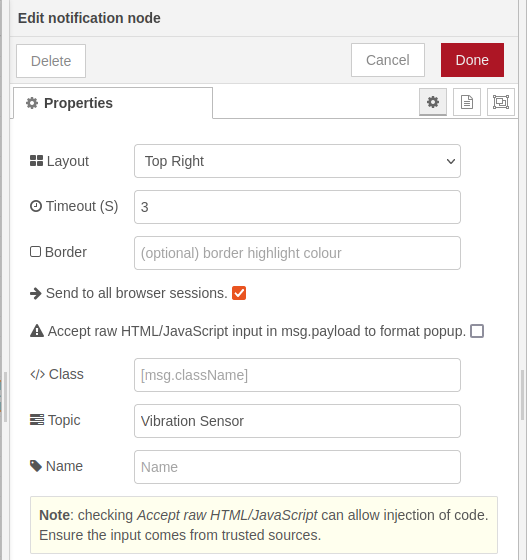 Edit notification node
Delete
Cancel
Done
Properties
Layout
Top Right
Timeout (S)
3
Border
(optional) border highlight colour
Send to all browser sessions.
Accept raw HTML/JavaScript input in msg.payload to format popup.
</> Class
[msg.className]
Topic
Vibration Sensor
Name
Name
Note: checking Accept raw HTML/JavaScript can allow injection of code.
Ensure the input comes from trusted sources.